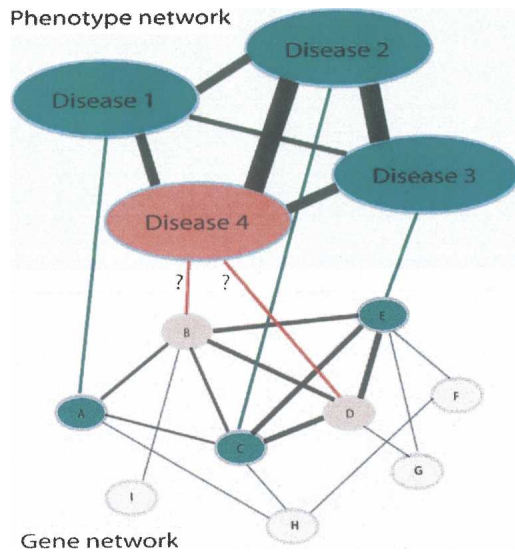 Phenotype network
Disease 2
Disease 1
Disease 3
Disease 4
? ?
E
B
F
A
D
C
G
I
H
Gene network